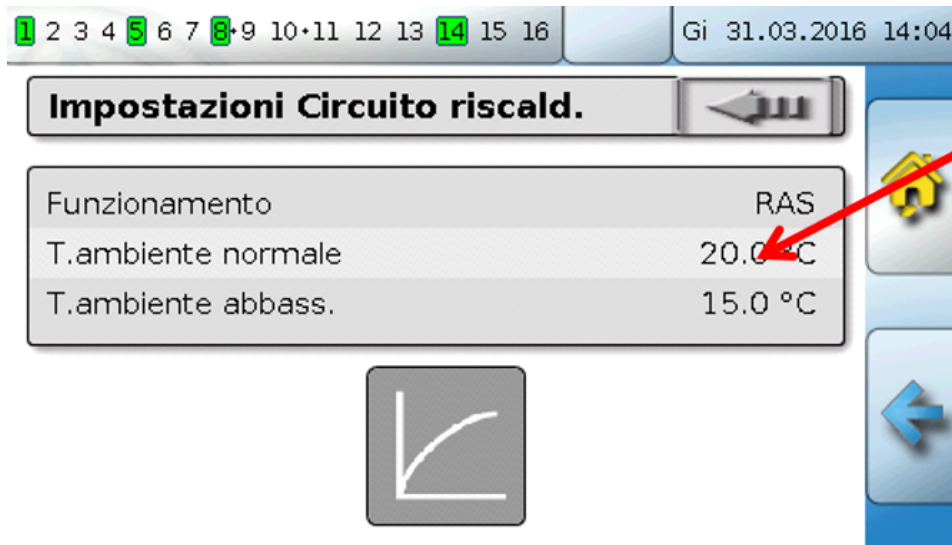 1 2 3 4 5 6 7 8·9 10·11 12 13 14 15 16 Gi 31.03.2016 14:04
Impostazioni Circuito riscald.
Funzionamento RAS
T.ambiente normale 20.0 °C
T.ambiente abbass. 15.0 °C